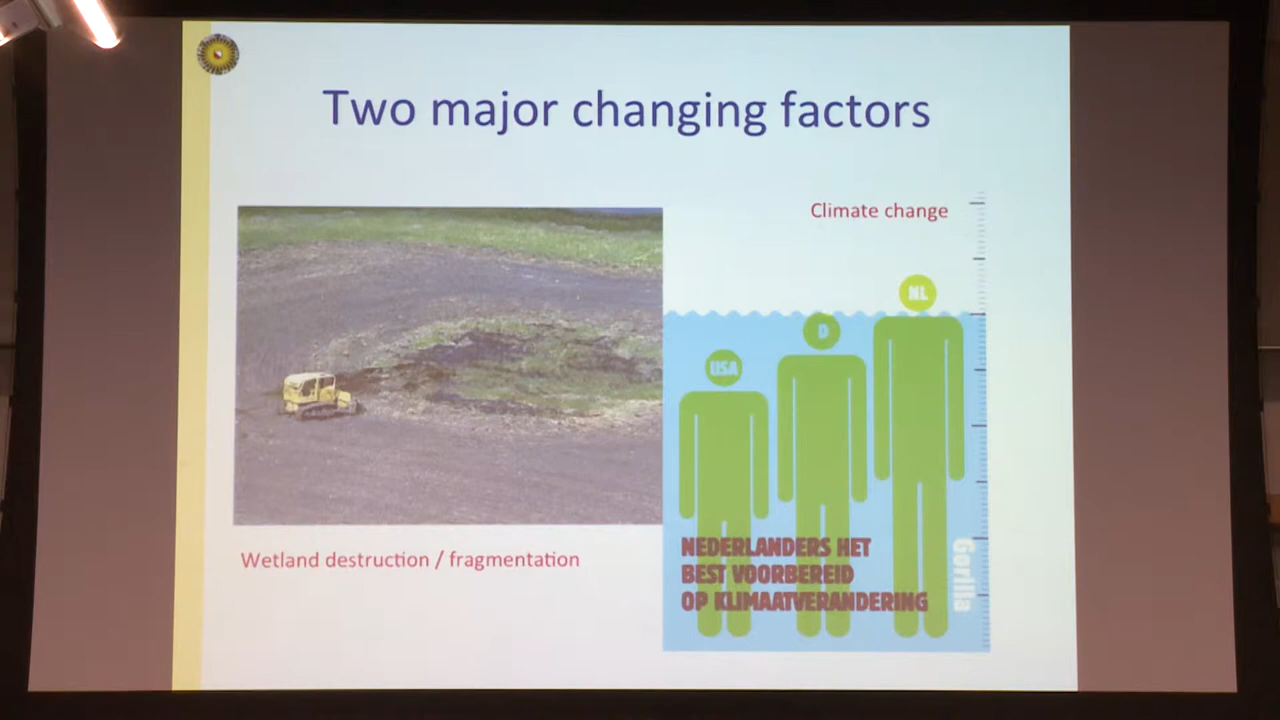 Two major changing factors
Climate change
NL
D
USA
NEDERLANDERS HET
BEST VOORBEREID
OP KLIMAATVERANDERING
Gorilla
Wetland destruction / fragmentation